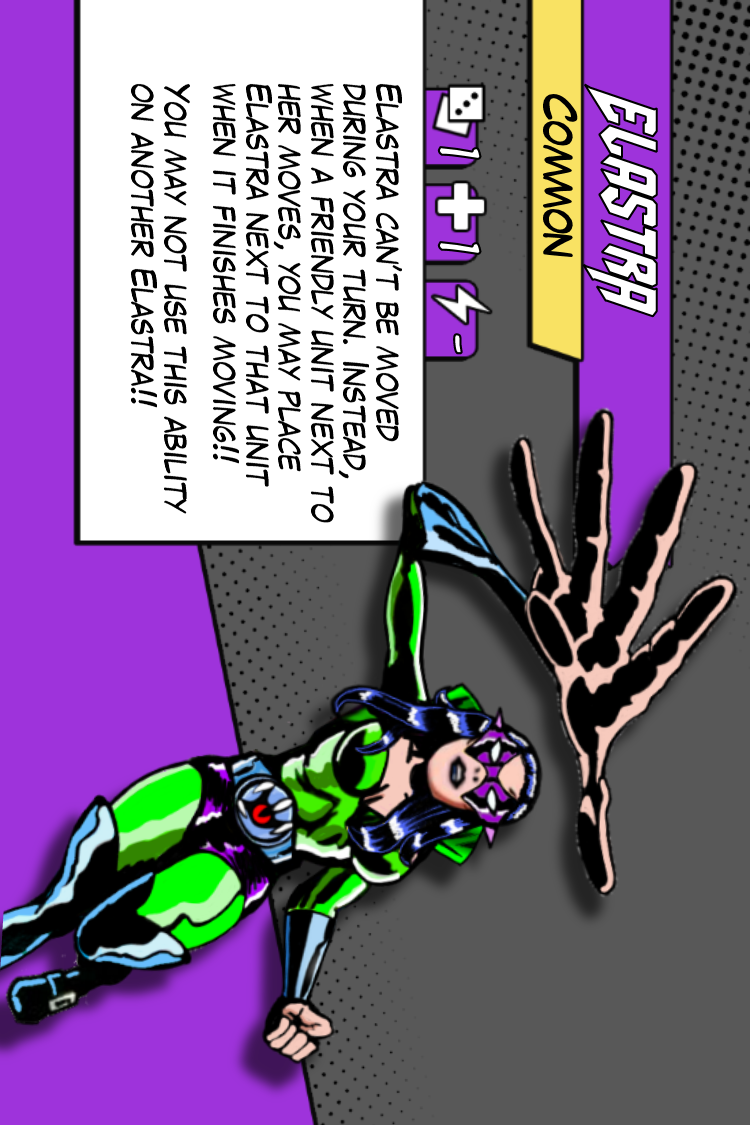 ELASTRA
COMMON
1 1 -
ELASTRA CAN'T BE MOVED
DURING YOUR TURN. INSTEAD,
WHEN A FRIENDLY UNIT NEXT TO
HER MOVES, YOU MAY PLACE
ELASTRA NEXT TO THAT UNIT
WHEN IT FINISHES MOVING!!
YOU MAY NOT USE THIS ABILITY
ON ANOTHER ELASTRA!!